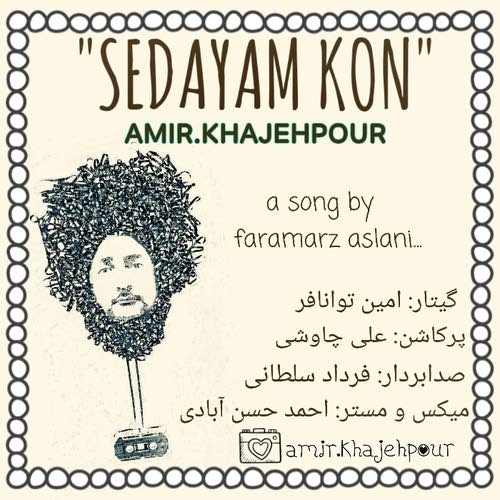 "SEDAYAM KON"
AMIR.KHAJEHPOUR
a song by
faramarz aslani...
گیتار: امین توانافر
پرکاشن: علی چاوشی
صدابردار: فرداد سلطانی
میکس و مستر: احمد حسن آبادی
amir.khajehpour